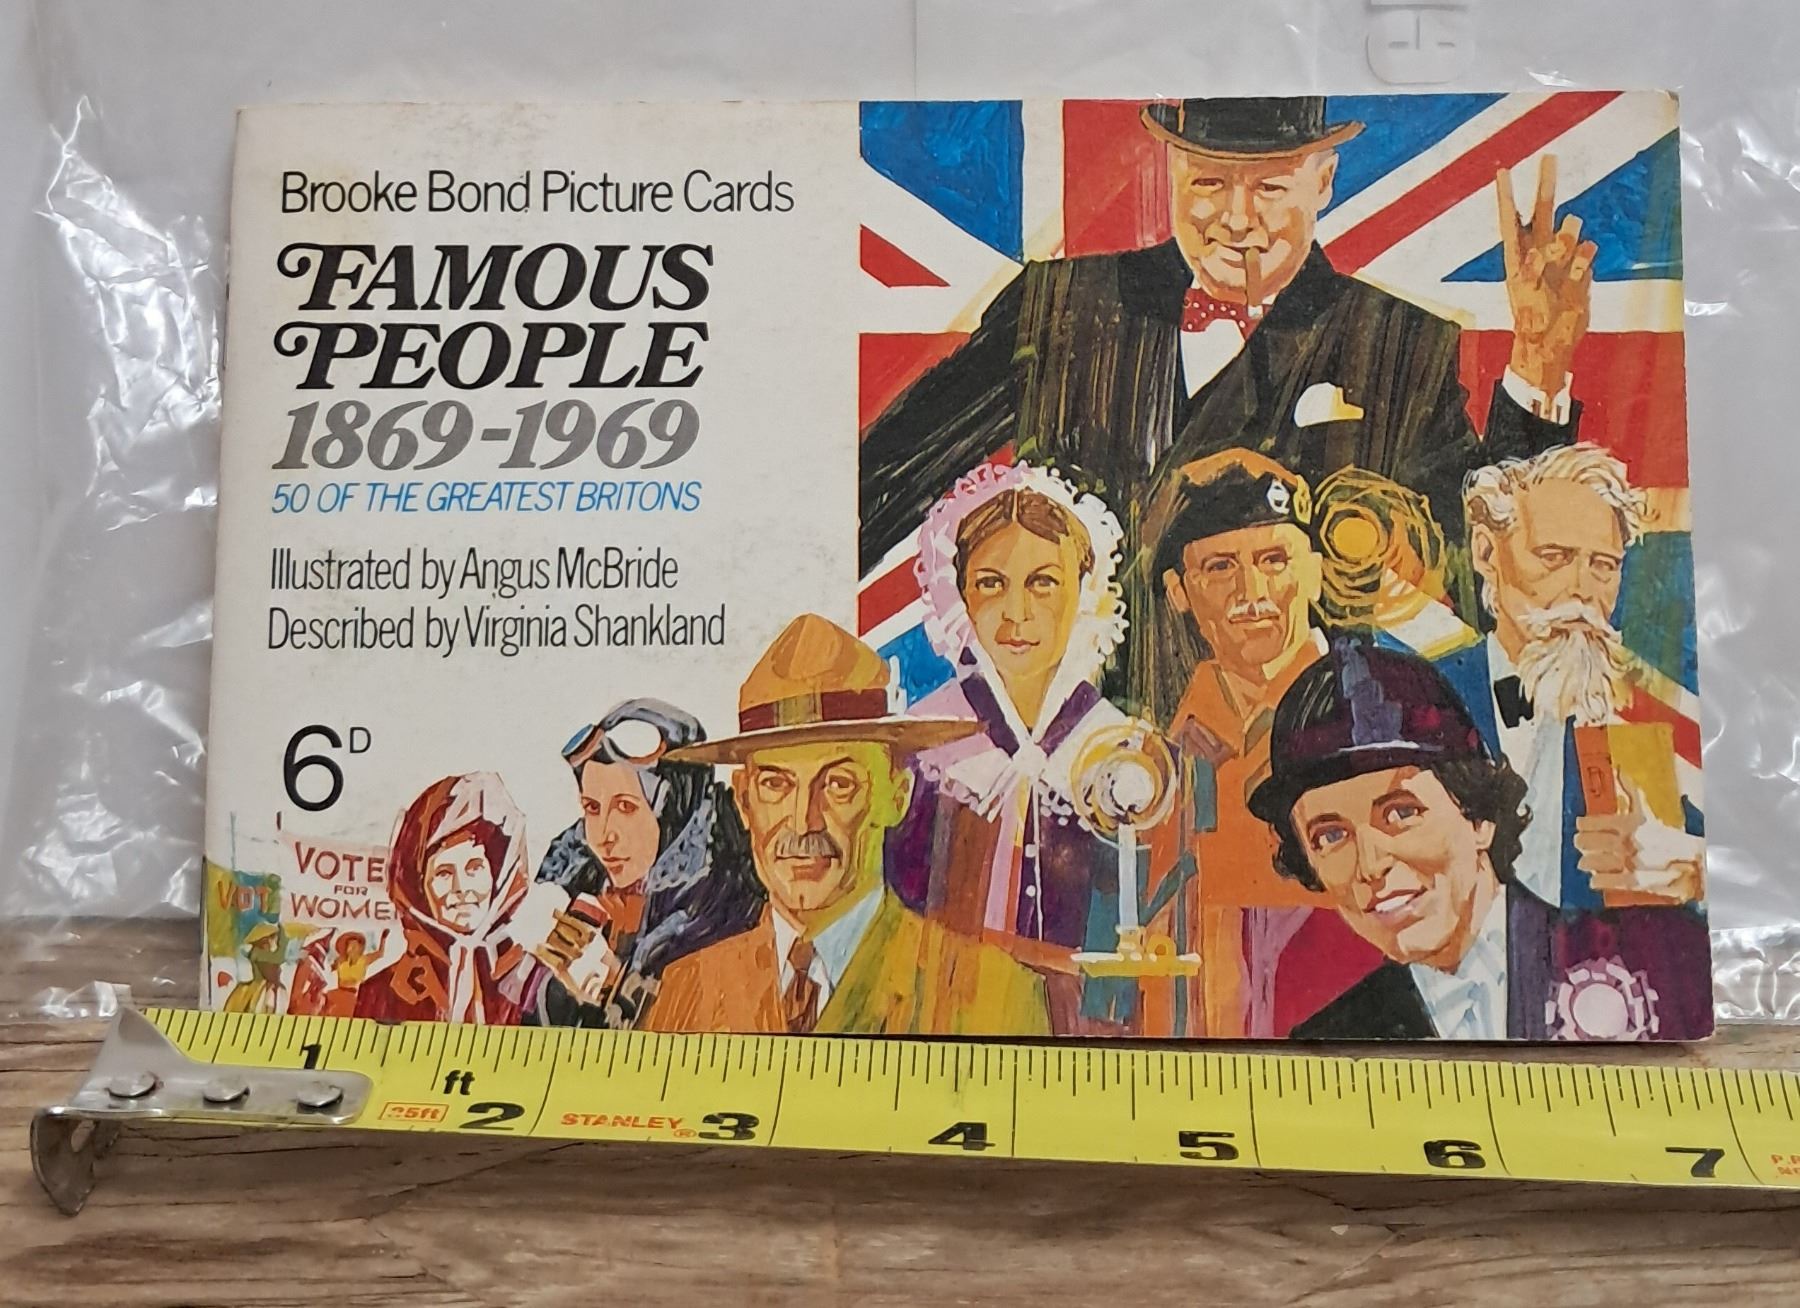 Brooke Bond Picture Cards
FAMOUS
PEOPLE
1869-1969
50 OF THE GREATEST BRITONS
Illustrated by Angus McBride
Described by Virginia Shankland
6D
VOTE
FOR
WOME
VOT
1 ft 2 3 4 5 6 7
25ft STANLEY®